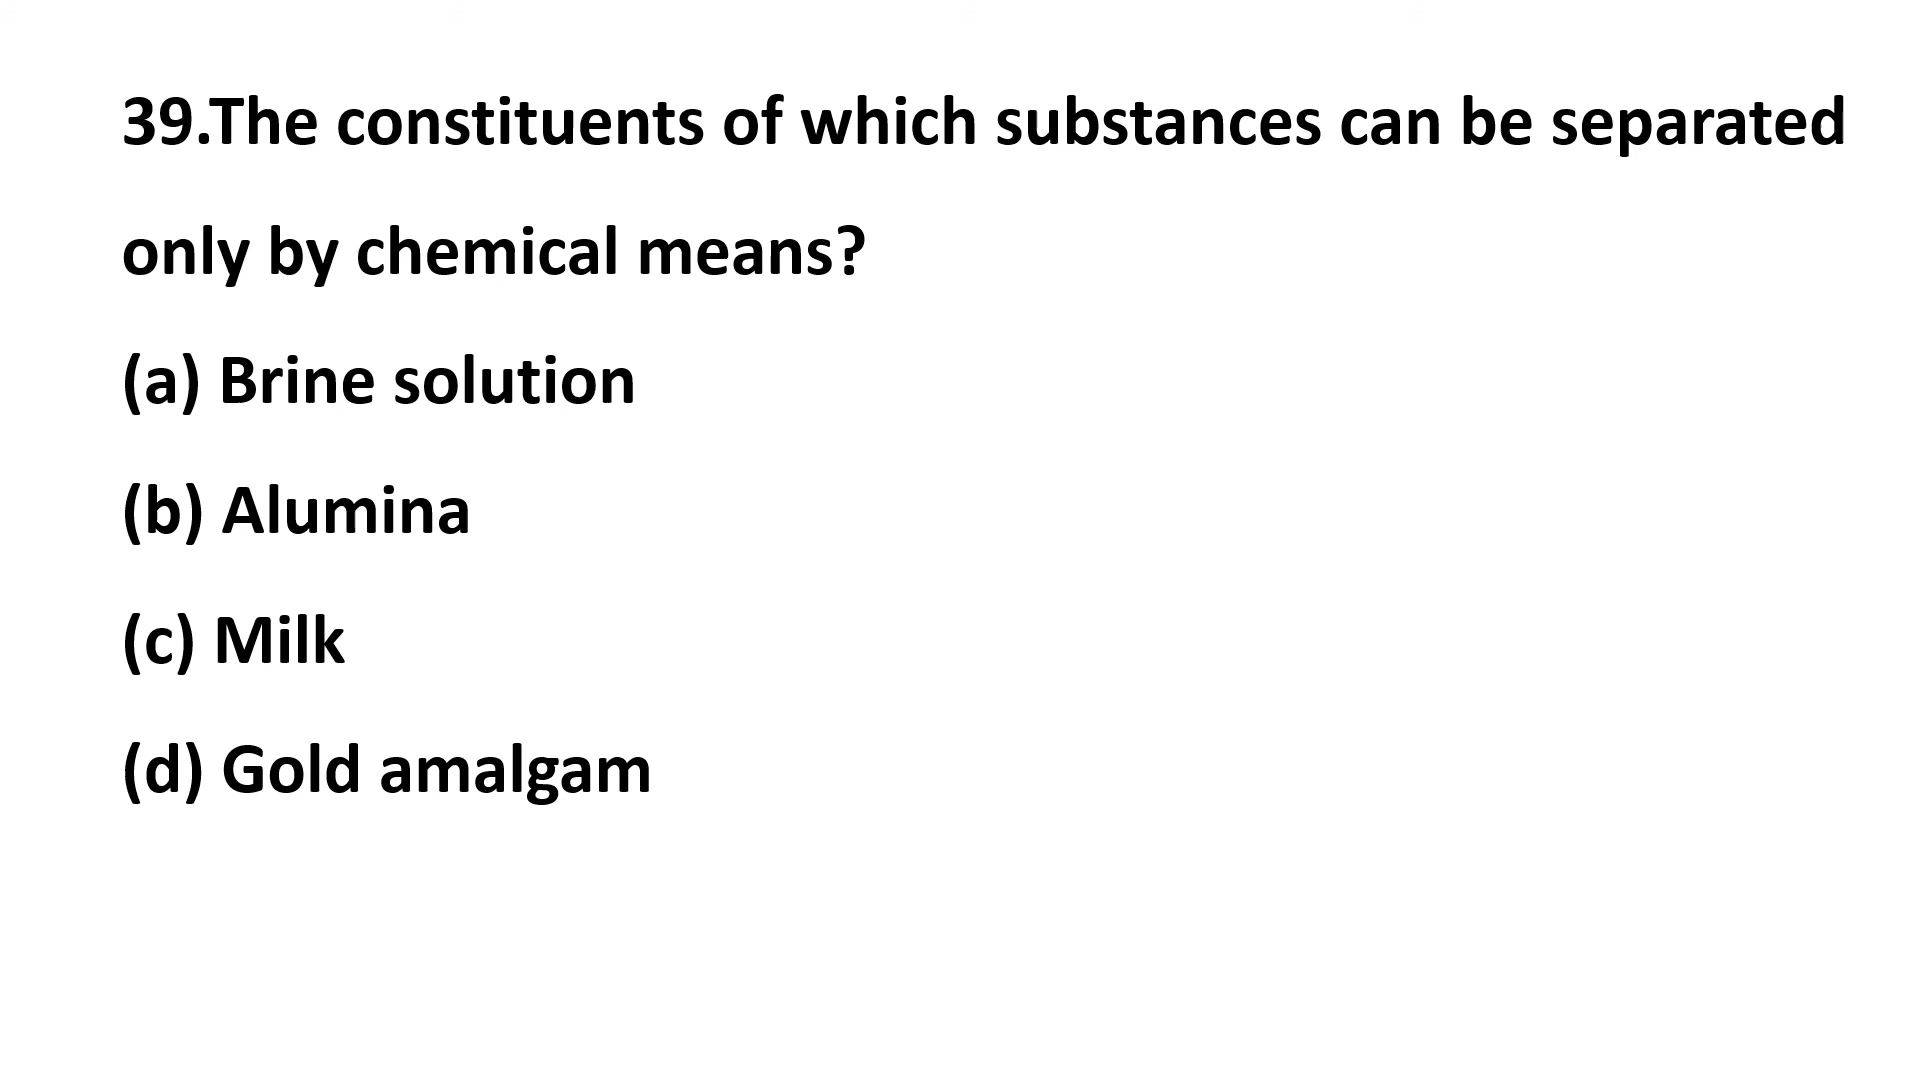 39.The constituents of which substances can be separated
only by chemical means?
(a) Brine solution
(b) Alumina
(c) Milk
(d) Gold amalgam